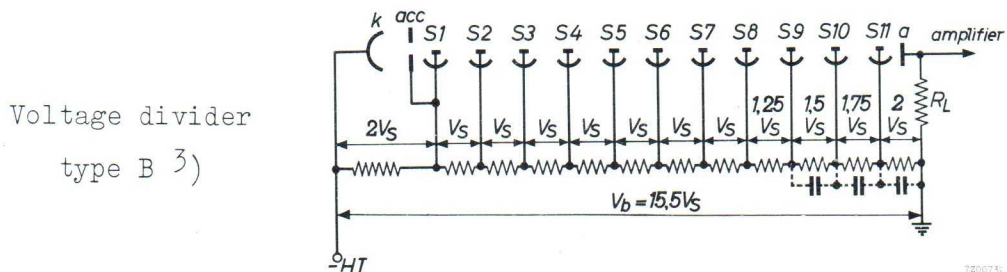 k acc S1 S2 S3 S4 S5 S6 S7 S8 S9 S10 S11 a amplifier
Voltage divider
type B 3)
1,25 1,5 1,75 2 RL
2VS VS VS VS VS VS VS VS VS VS VS VS
Vb = 15,5VS
-HT